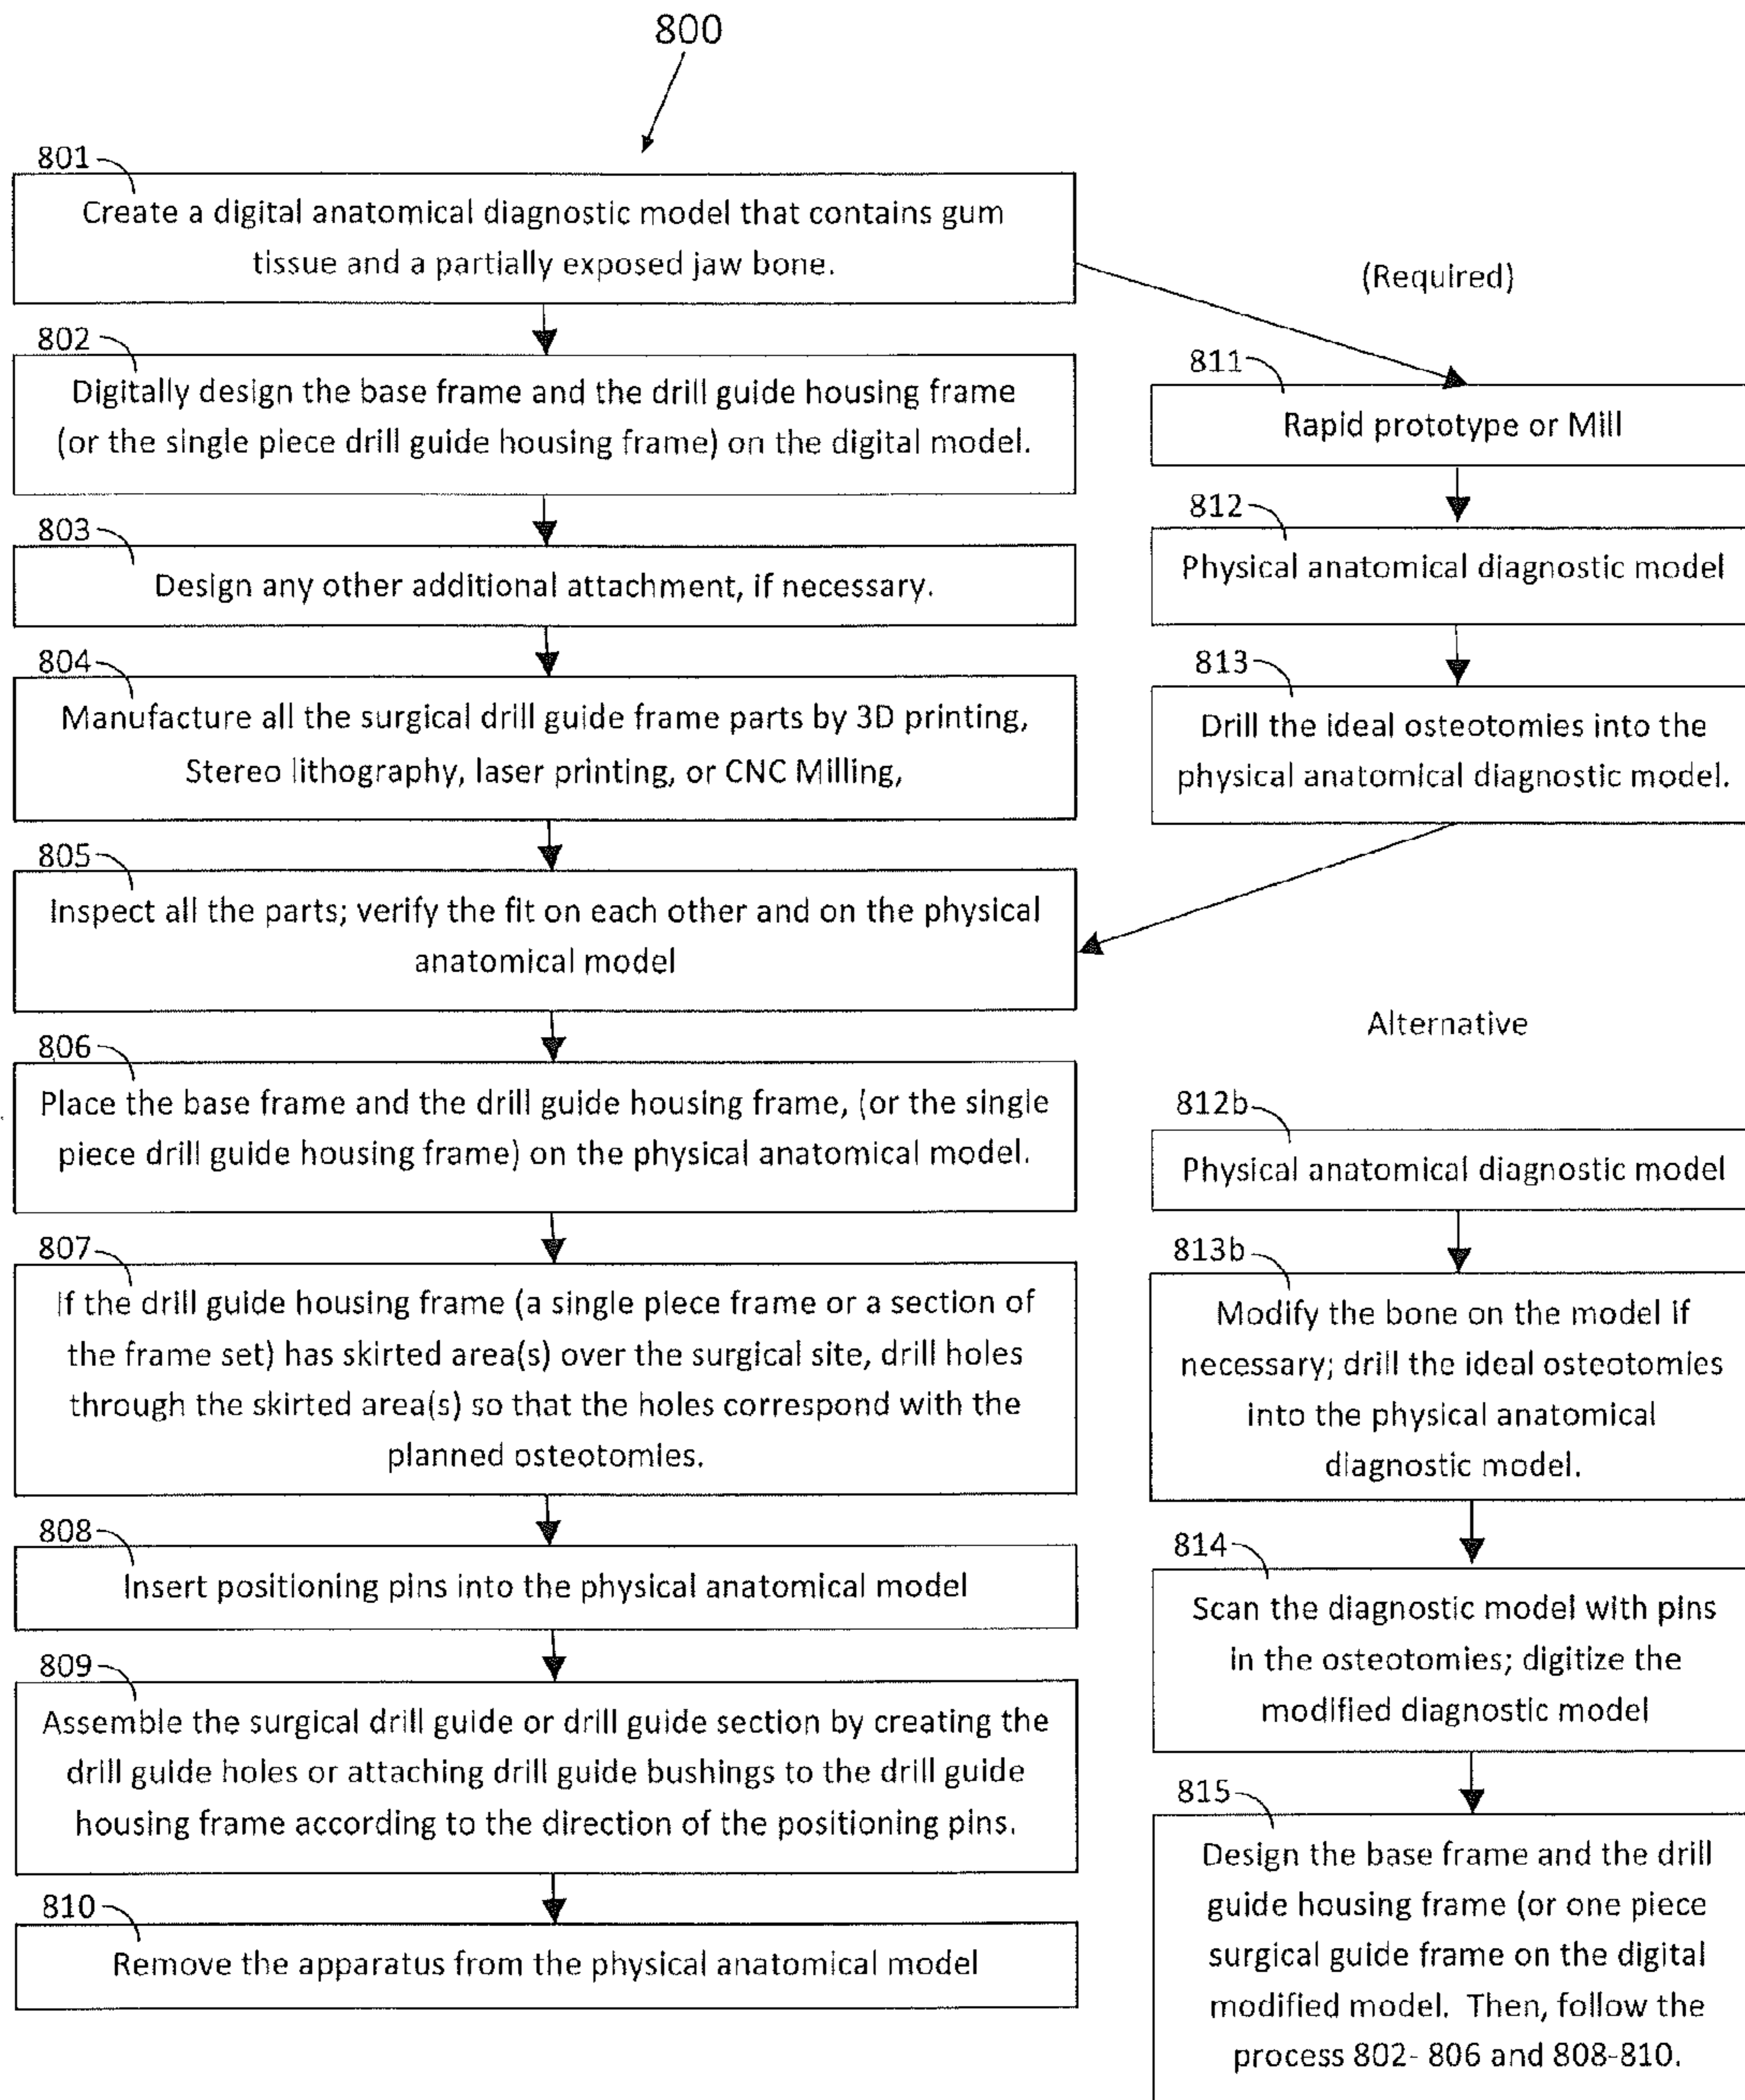 800
801
Create a digital anatomical diagnostic model that contains gum
tissue and a partially exposed jaw bone.
802
Digitally design the base frame and the drill guide housing frame
(or the single piece drill guide housing frame) on the digital model.
803
Design any other additional attachment, if necessary.
804
Manufacture all the surgical drill guide frame parts by 3D printing,
Stereo lithography, laser printing, or CNC Milling,
805
Inspect all the parts; verify the fit on each other and on the physical
anatomical model
806
Place the base frame and the drill guide housing frame, (or the single
piece drill guide housing frame) on the physical anatomical model.
807
If the drill guide housing frame (a single piece frame or a section of
the frame set) has skirted area(s) over the surgical site, drill holes
through the skirted area(s) so that the holes correspond with the
planned osteotomies.
808
Insert positioning pins into the physical anatomical model
809
Assemble the surgical drill guide or drill guide section by creating the
drill guide holes or attaching drill guide bushings to the drill guide
housing frame according to the direction of the positioning pins.
810
Remove the apparatus from the physical anatomical model
(Required)
811
Rapid prototype or Mill
812
Physical anatomical diagnostic model
813
Drill the ideal osteotomies into the
physical anatomical diagnostic model.
Alternative
812b
Physical anatomical diagnostic model
813b
Modify the bone on the model if
necessary; drill the ideal osteotomies
into the physical anatomical
diagnostic model.
814
Scan the diagnostic model with pins
in the osteotomies; digitize the
modified diagnostic model
815
Design the base frame and the drill
guide housing frame (or one piece
surgical guide frame on the digital
modified model. Then, follow the
process 802- 806 and 808-810.